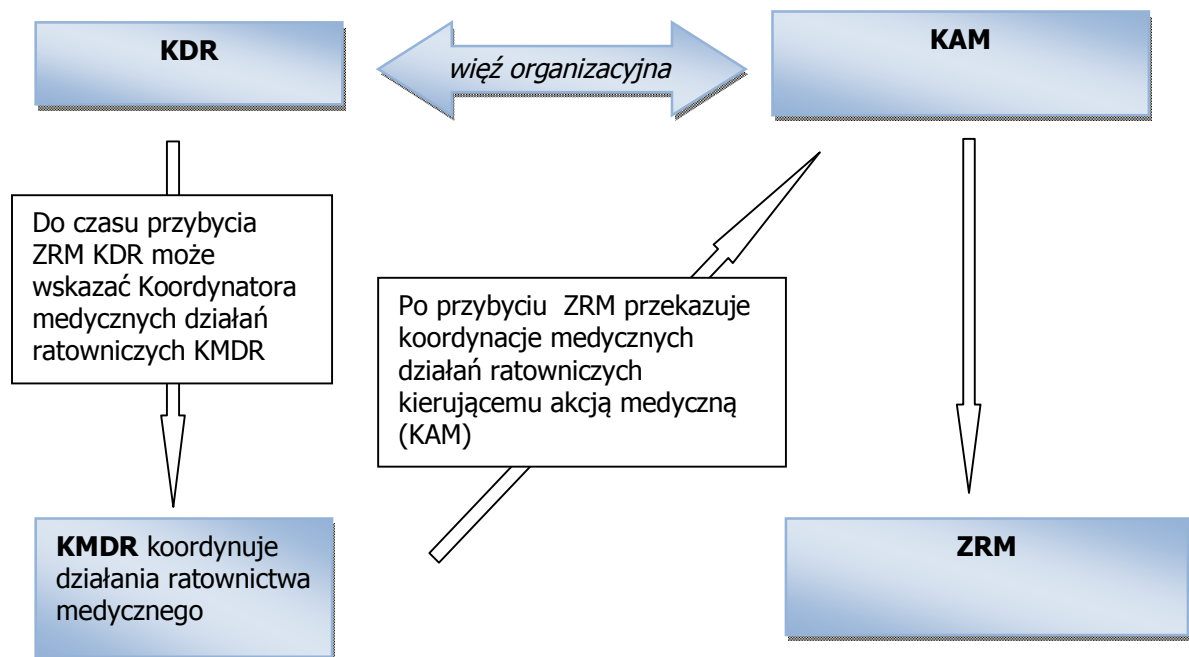 KDR
więź organizacyjna
KAM
Do czasu przybycia
ZRM KDR może
wskazać Koordynatora
medycznych działań
ratowniczych KMDR
Po przybyciu ZRM przekazuje
koordynacje medycznych
działań ratowniczych
kierującemu akcją medyczną
(KAM)
KMDR koordynuje
działania ratownictwa
medycznego
ZRM